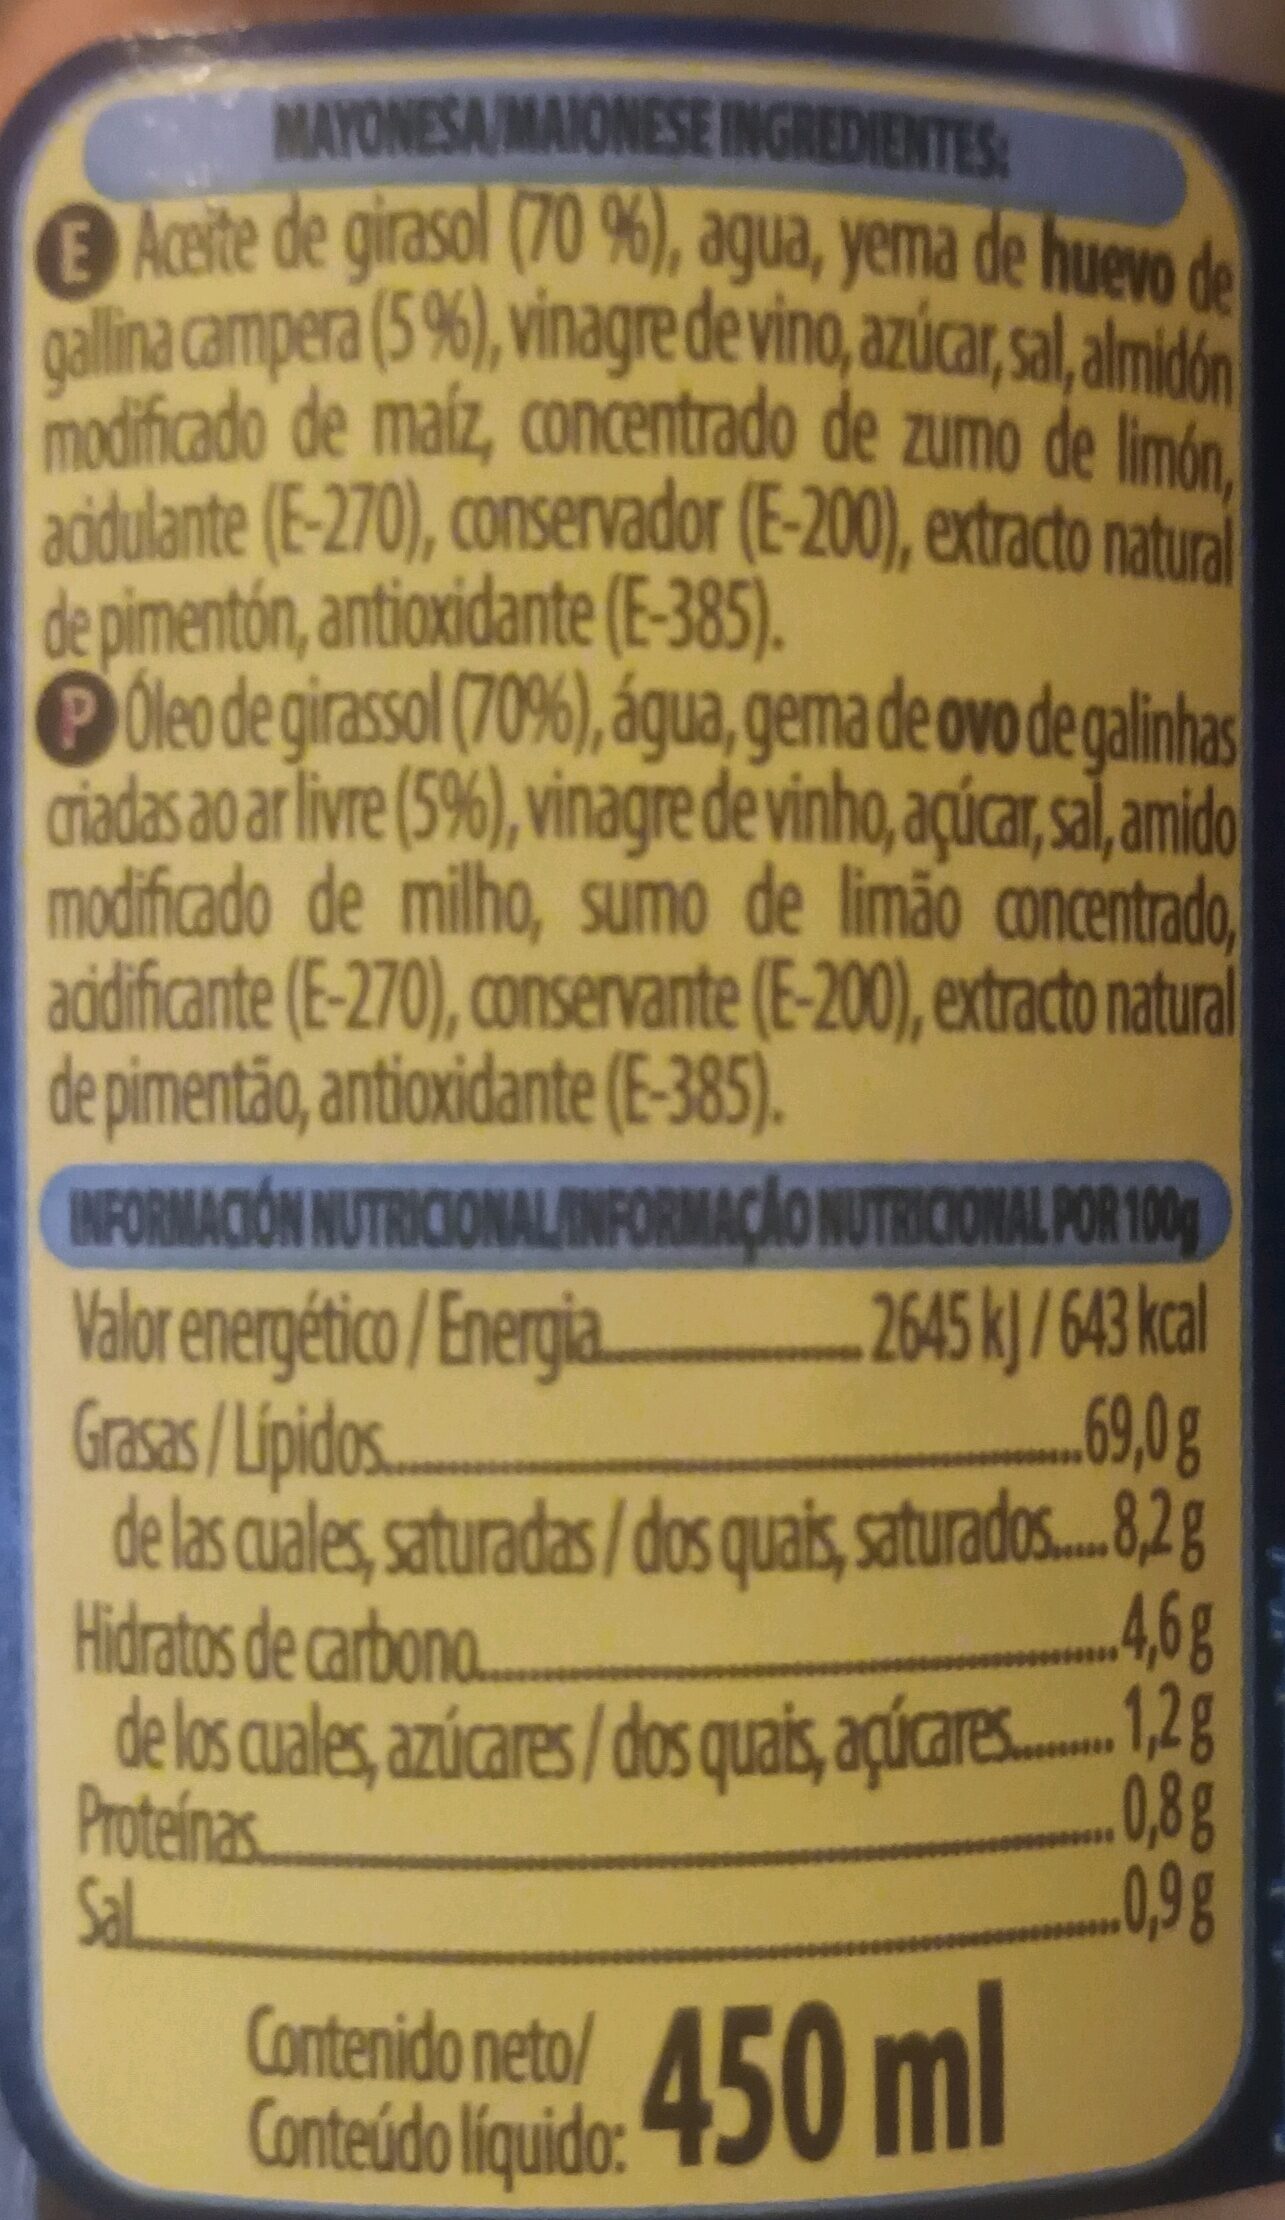 MAYONESA/MAIONESE INGREDIENTES:
E Aceite de girasol (70 %), agua, yema de huevo de
gallina campera (5 %), vinagre de vino, azúcar, sal, almidón
modificado de maíz, concentrado de zumo de limón,
acidulante (E-270), conservador (E-200), extracto natural
de pimentón, antioxidante (E-385).
P Óleo de girassol (70%), água, gema de ovo de galinhas
criadas ao ar livre (5%), vinagre de vinho, açúcar, sal, amido
modificado de milho, sumo de limão concentrado,
acidificante (E-270), conservante (E-200), extracto natural
de pimentão, antioxidante (E-385).
INFORMACIÓN NUTRICIONAL/INFORMAÇÃO NUTRICIONAL POR 100g
Valor energético / Energia 2645 kJ / 643 kcal
Grasas / Lípidos 69,0 g
de las cuales, saturadas / dos quais, saturados 8,2 g
Hidratos de carbono 4,6 g
de los cuales, azúcares / dos quais, açúcares 1,2 g
Proteínas 0,8 g
Sal 0,9 g
Contenido neto/
Conteúdo líquido: 450 ml